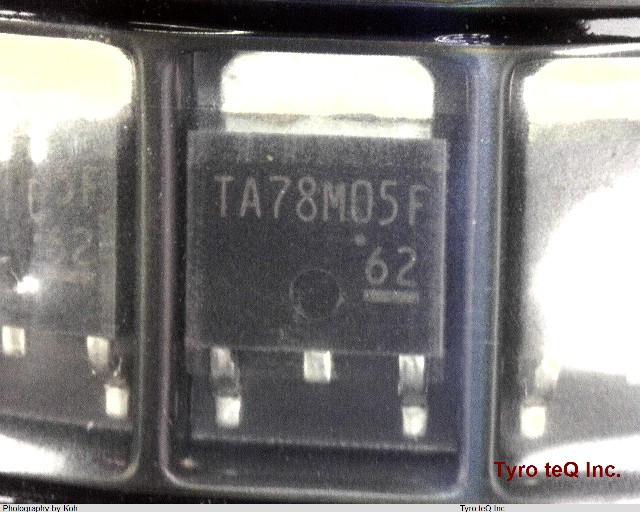 TA78M05F
62
Tyro teQ Inc.
Photography by Koh
Tyro teQ Inc